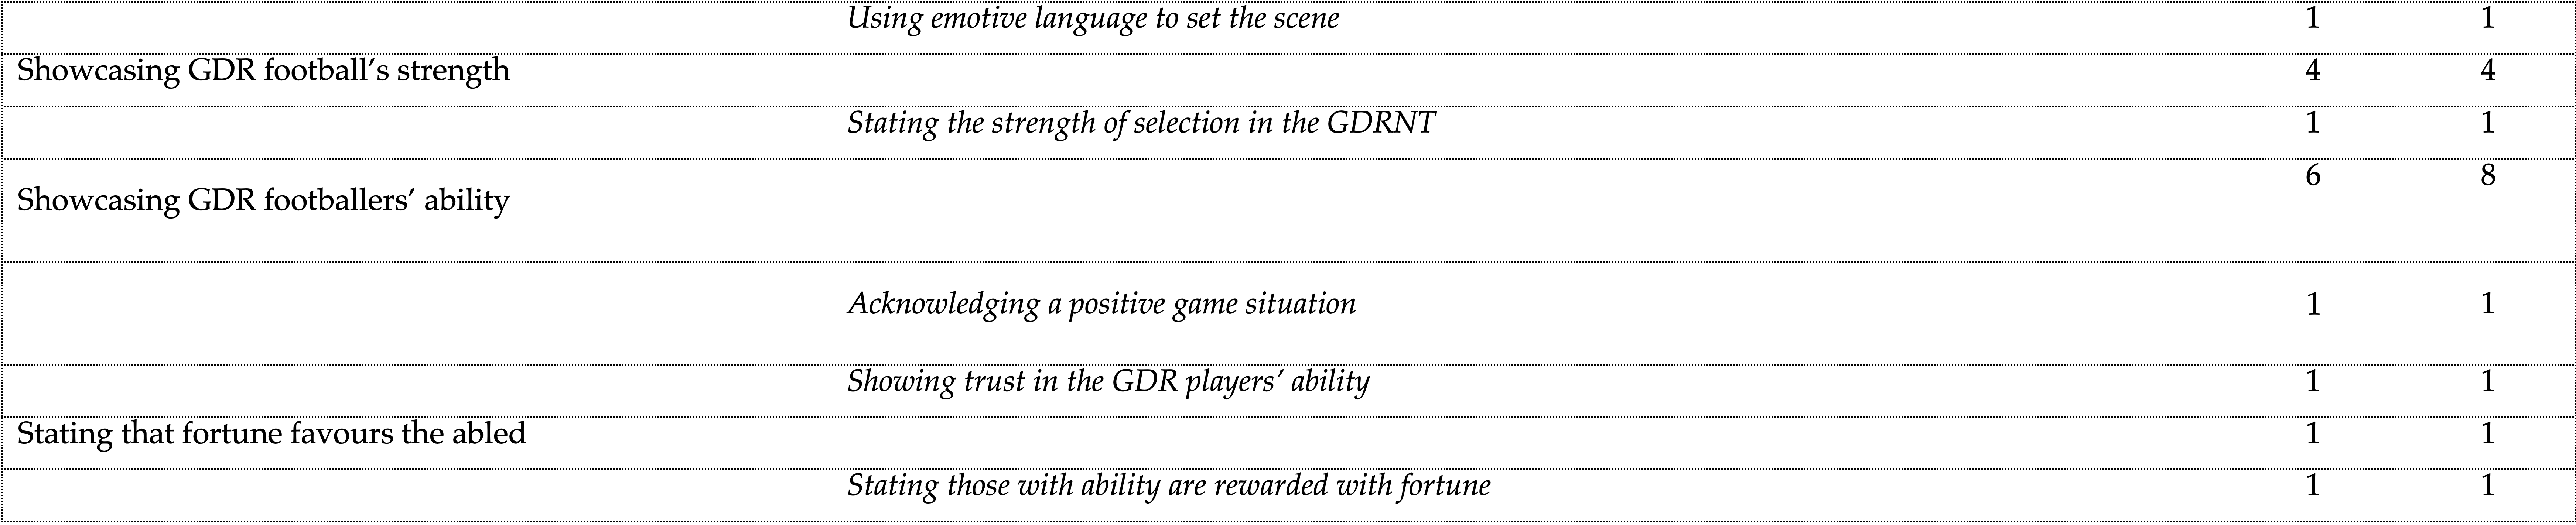 Using emotive language to set the scene 1 1
Showcasing GDR football's strength 4 4
Stating the strength of selection in the GDRNT 1 1
Showcasing GDR footballers' ability 6 8
Acknowledging a positive game situation 1 1
Showing trust in the GDR players' ability 1 1
Stating that fortune favours the abled 1 1
Stating those with ability are rewarded with fortune 1 1